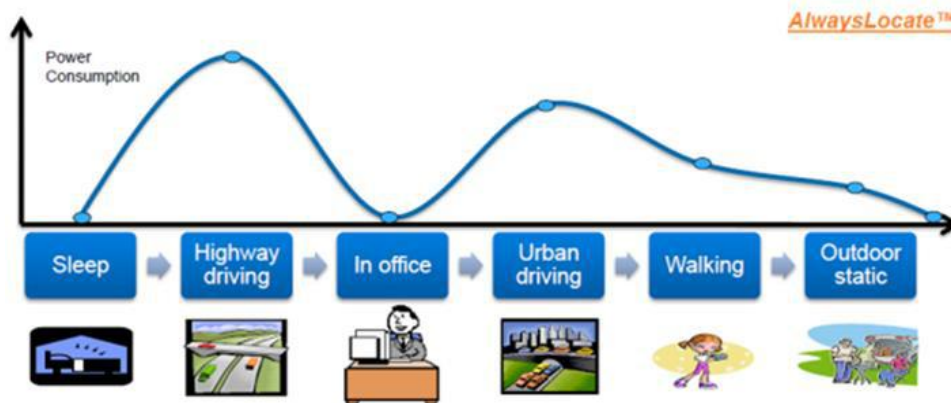 AlwaysLocate™
Power
Consumption
Sleep
Highway
driving
In office
Urban
driving
Walking
Outdoor
static